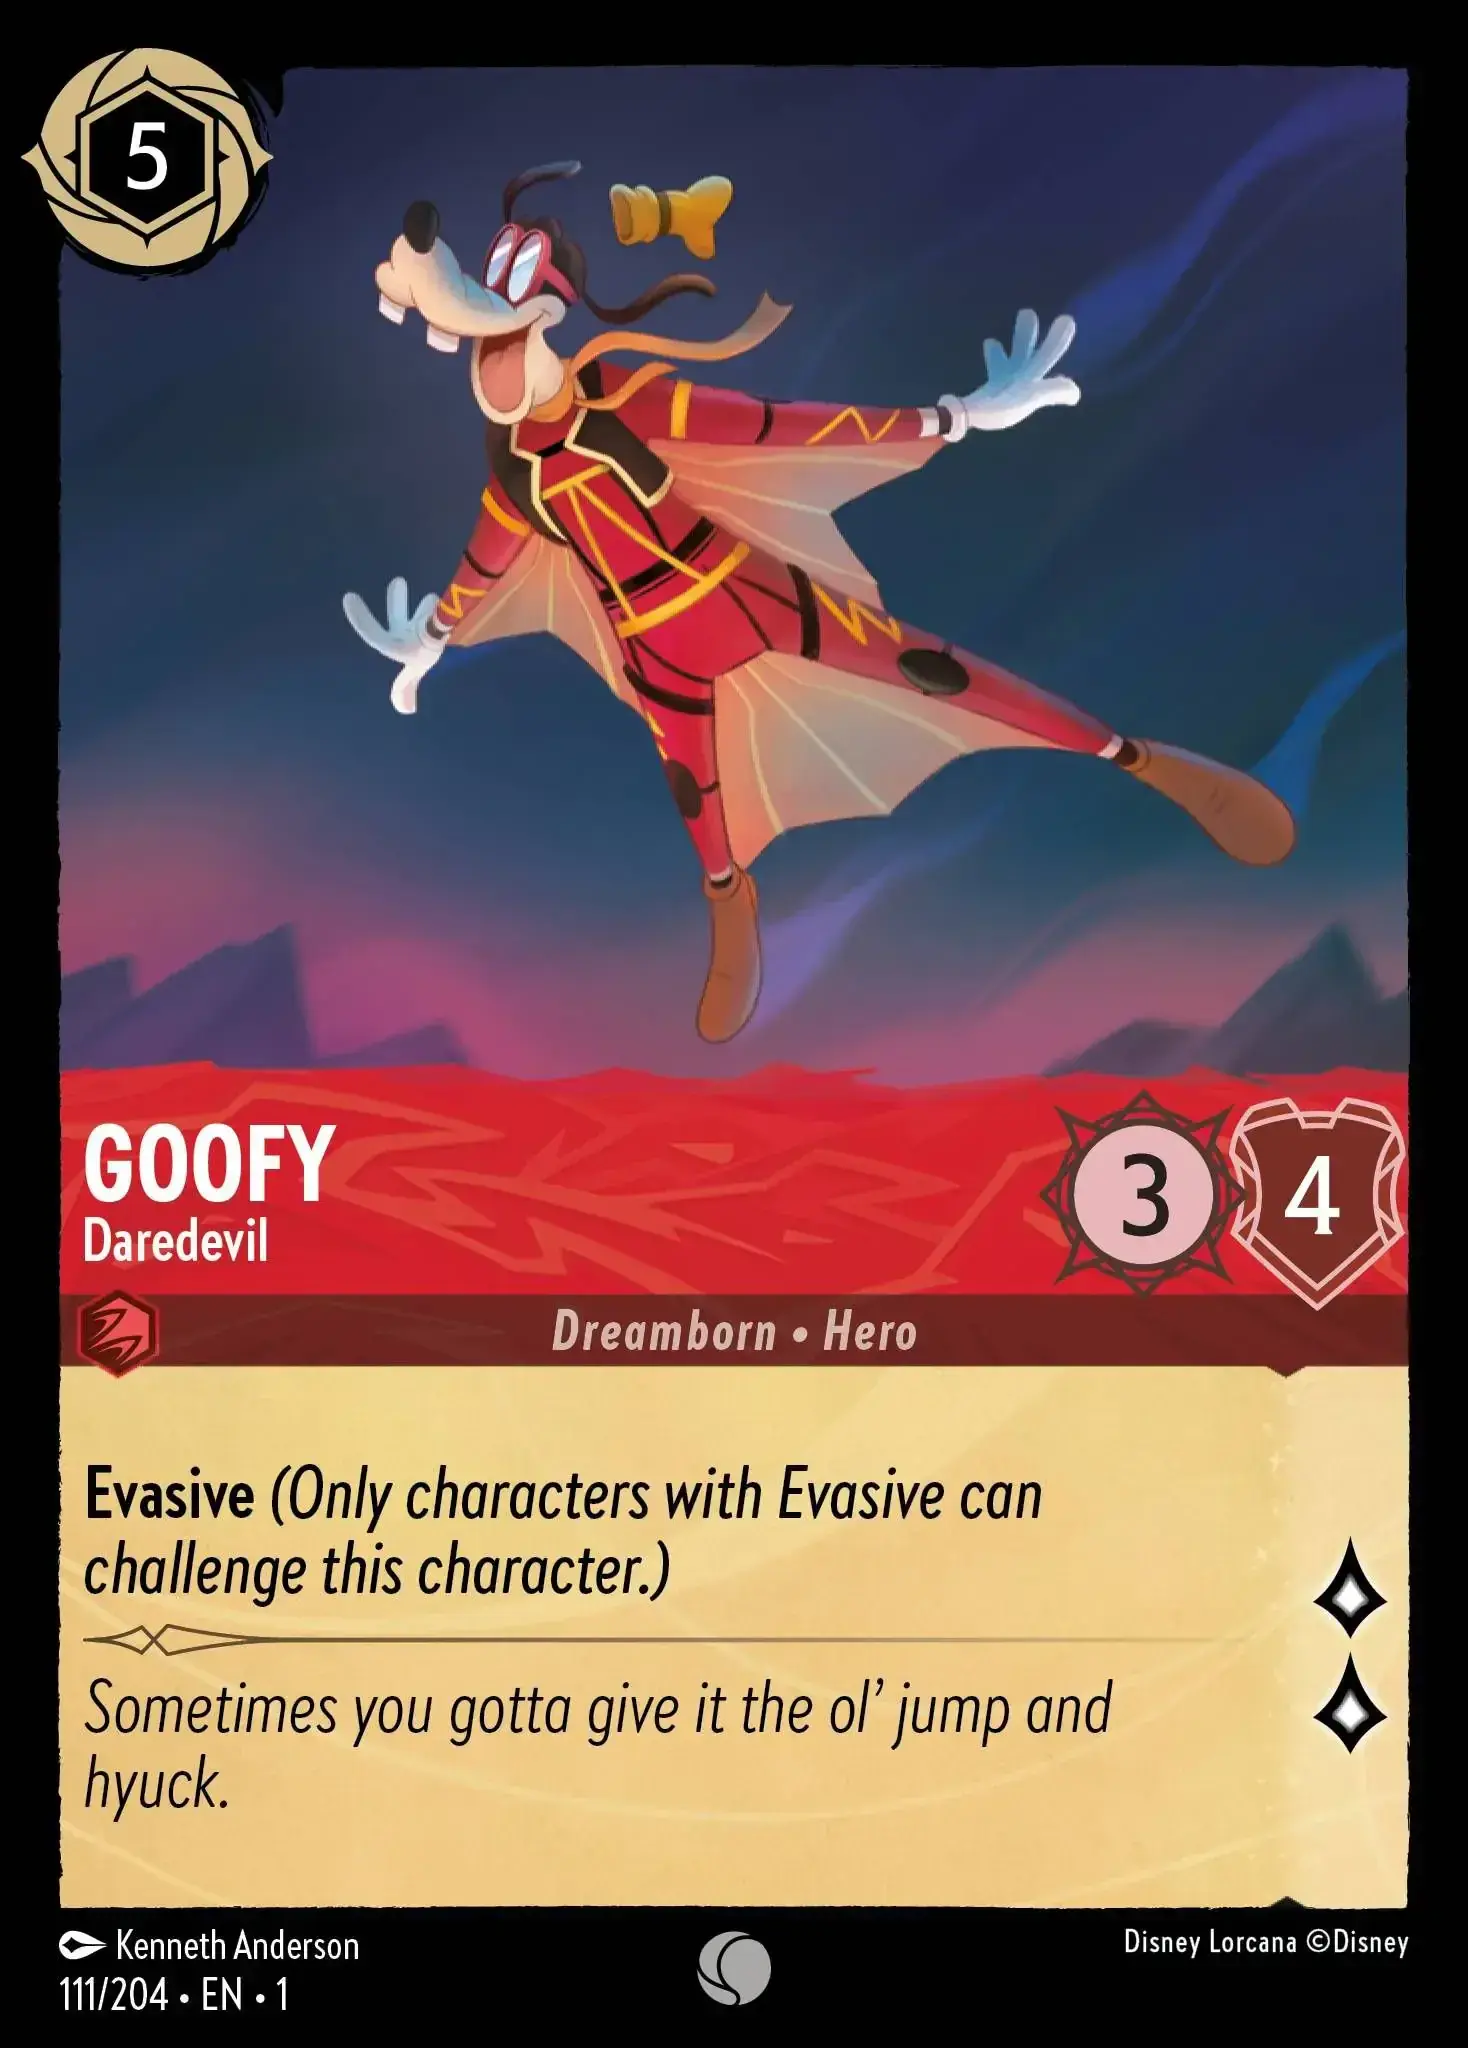 5
GOOFY
Daredevil
3
4
Dreamborn • Hero
Evasive (Only characters with Evasive can
challenge this character.)
Sometimes you gotta give it the ol’ jump and
hyuck.
Kenneth Anderson
111/204 • EN • 1
Disney Lorcana ©Disney